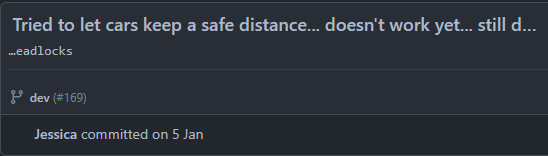 Tried to let cars keep a safe distance... doesn't work yet... still d...
...eadlocks
dev (#169)
Jessica committed on 5 Jan